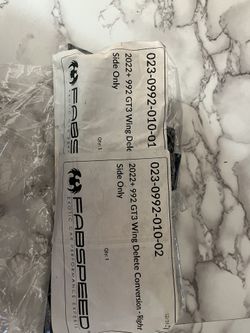 023-0992-010-01
2022+ 992 GT3 Wing Delete
Side Only
Qty: 1
FABS
023-0992-010-02
2022+ 992 GT3 Wing Delete Conversion - Right
Side Only
Qty: 1
FABSPEED